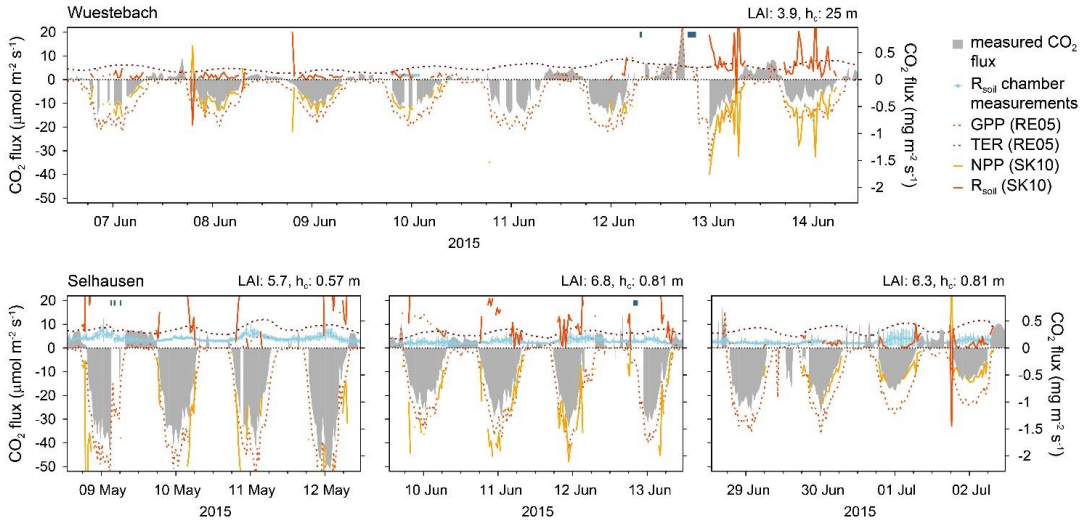 Wuestebach
LAI: 3.9, h꜀: 25 m
CO₂ flux (μmol m⁻² s⁻¹)
20
10
0
-10
-20
-30
-40
-50
0.5
0
-0.5
-1
-1.5
-2
CO₂ flux (mg m⁻² s⁻¹)
07 Jun 08 Jun 09 Jun 10 Jun 11 Jun 12 Jun 13 Jun 14 Jun
2015
measured CO₂
flux
Rsoil chamber
measurements
GPP (RE05)
TER (RE05)
NPP (SK10)
Rsoil (SK10)
Selhausen
LAI: 5.7, h꜀: 0.57 m
LAI: 6.8, h꜀: 0.81 m
LAI: 6.3, h꜀: 0.81 m
CO₂ flux (μmol m⁻² s⁻¹)
20
10
0
-10
-20
-30
-40
-50
0.5
0
-0.5
-1
-1.5
-2
CO₂ flux (mg m⁻² s⁻¹)
09 May 10 May 11 May 12 May
10 Jun 11 Jun 12 Jun 13 Jun
29 Jun 30 Jun 01 Jul 02 Jul
2015
2015
2015